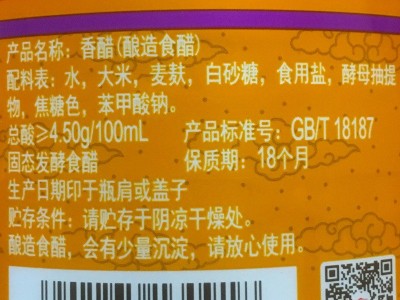 产品名称：香醋(酿造食醋)
配料表：水，大米，麦麸，白砂糖，食用盐，酵母抽提
物，焦糖色，苯甲酸钠。
总酸≥4.50g/100mL 产品标准号：GB/T 18187
固态发酵食醋 保质期：18个月
生产日期印于瓶肩或盖子
贮存条件：请贮存于阴凉干燥处。
酿造食醋，会有少量沉淀，请放心使用。